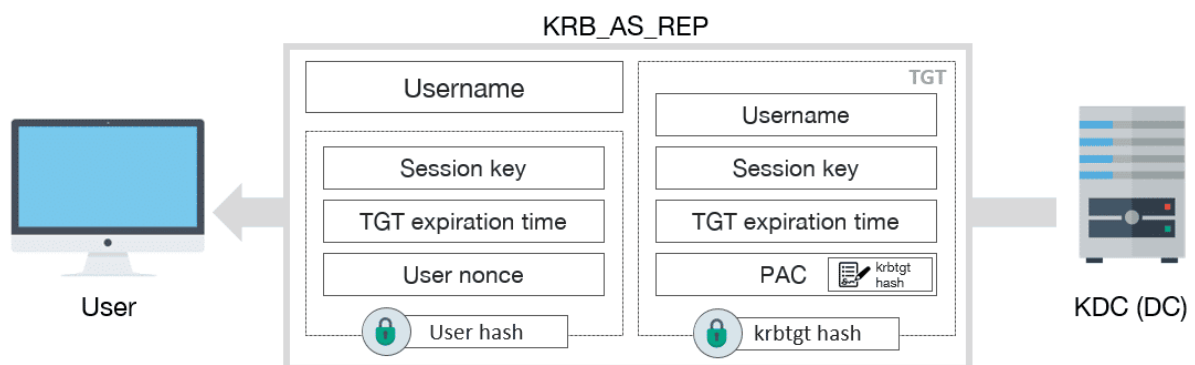 KRB_AS_REP
Username
Session key
TGT expiration time
User nonce
User hash
TGT
Username
Session key
TGT expiration time
PAC
krbtgt
hash
krbtgt hash
User
KDC (DC)